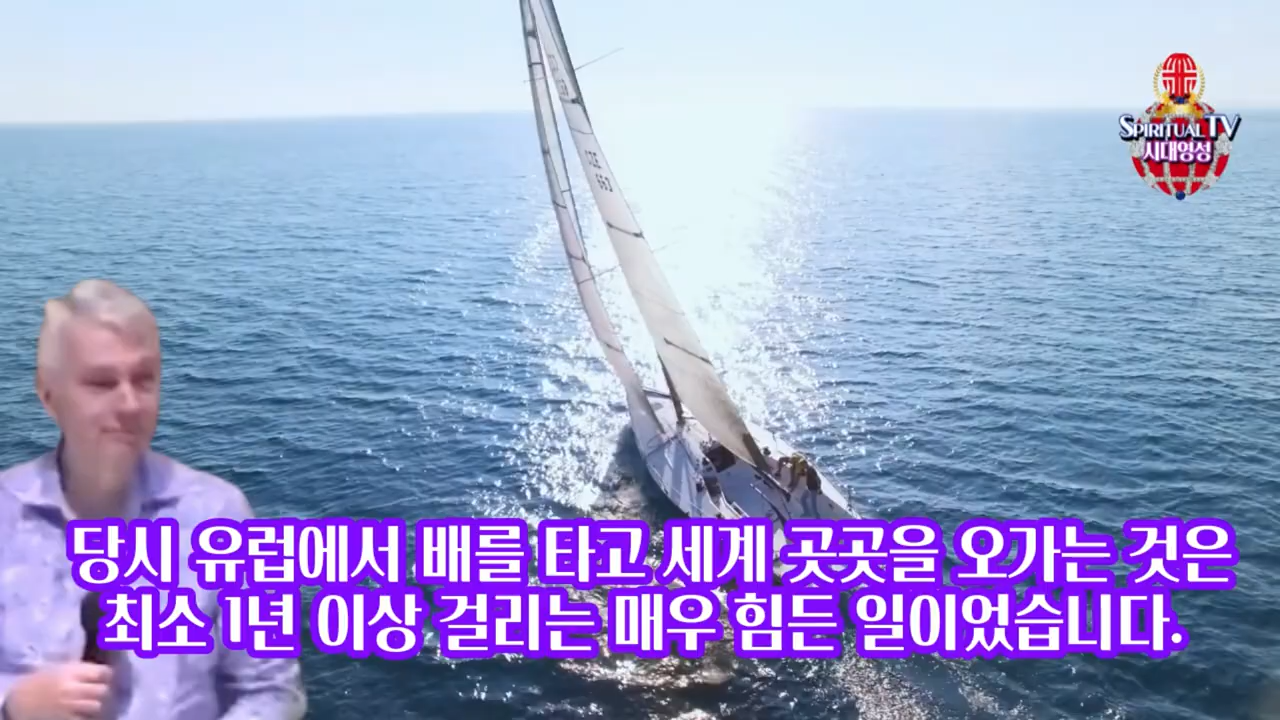 SPIRITUAL TV
시대영성
663
당시 유럽에서 배를 타고 세계 곳곳을 오가는 것은
최소 1년 이상 걸리는 매우 힘든 일이었습니다.